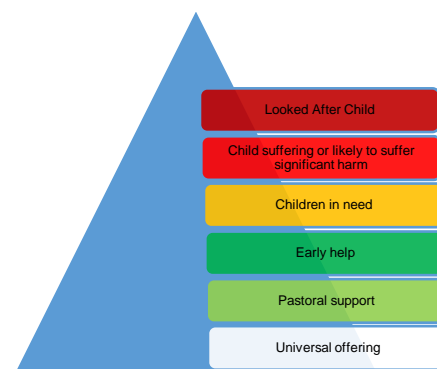 Looked After Child
Child suffering or likely to suffer
significant harm
Children in need
Early help
Pastoral support
Universal offering